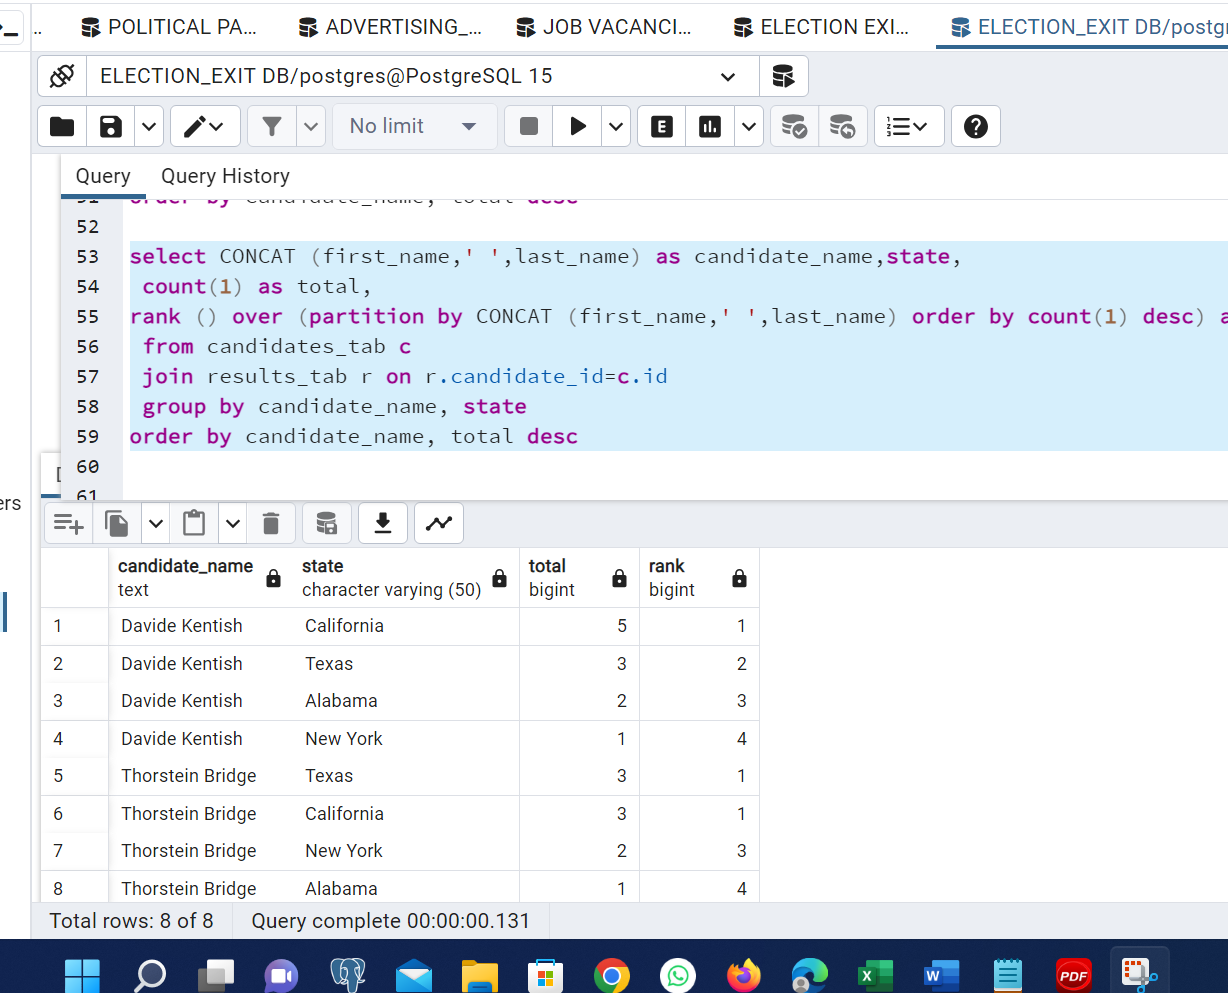 ..
POLITICAL PA...
ADVERTISING_...
JOB VACANCI...
ELECTION EXI...
ELECTION_EXIT DB/postgr
ELECTION_EXIT DB/postgres@PostgreSQL 15
No limit
E
Query
Query History
51 order by candidate_name, total desc
52
53 select CONCAT (first_name,' ',last_name) as candidate_name,state,
54 count(1) as total,
55 rank () over (partition by CONCAT (first_name,' ',last_name) order by count(1) desc) a
56 from candidates_tab c
57 join results_tab r on r.candidate_id=c.id
58 group by candidate_name, state
59 order by candidate_name, total desc
60
61
ers
candidate_name state total rank
text character varying (50) bigint bigint
1 Davide Kentish California 5 1
2 Davide Kentish Texas 3 2
3 Davide Kentish Alabama 2 3
4 Davide Kentish New York 1 4
5 Thorstein Bridge Texas 3 1
6 Thorstein Bridge California 3 1
7 Thorstein Bridge New York 2 3
8 Thorstein Bridge Alabama 1 4
Total rows: 8 of 8
Query complete 00:00:00.131
PDF